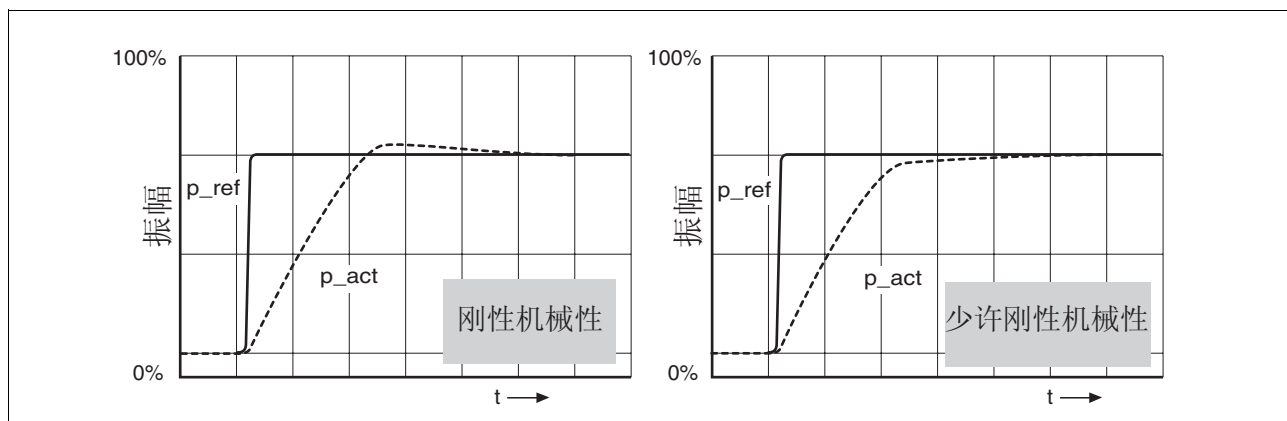 100%
p_ref
振幅
p_act
刚性机械性
0%
t
100%
p_ref
振幅
p_act
少许刚性机械性
0%
t